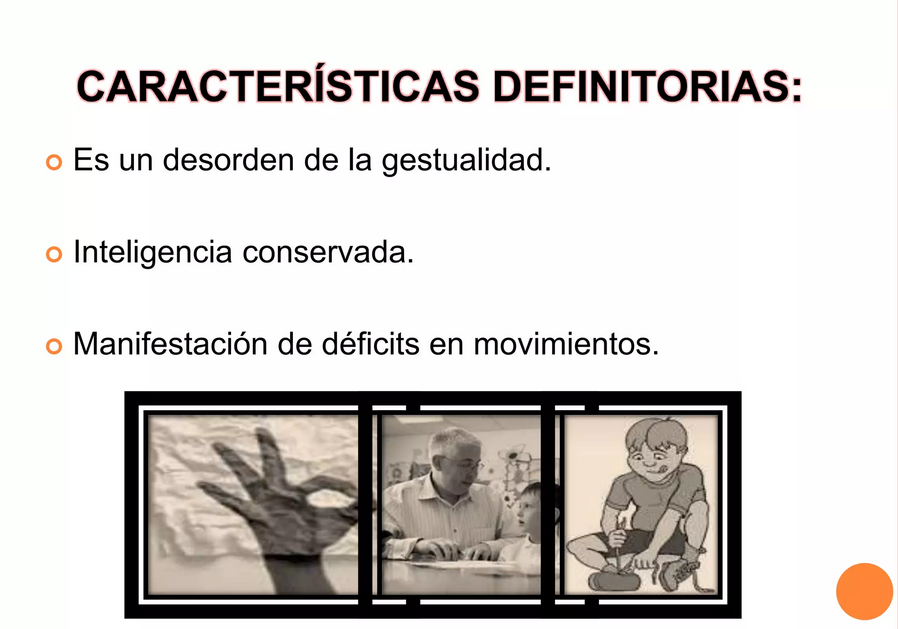 CARACTERÍSTICAS DEFINITORIAS:
Es un desorden de la gestualidad.
Inteligencia conservada.
Manifestación de déficits en movimientos.